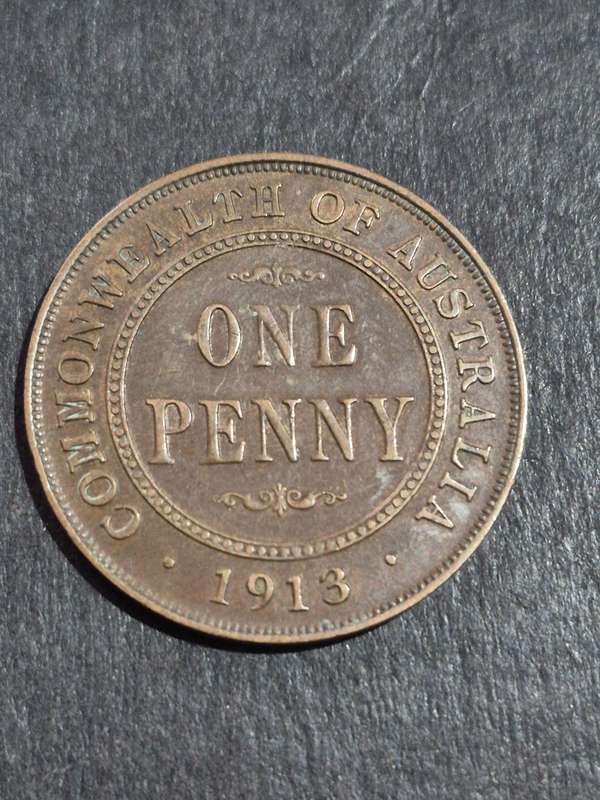 COMMONWEALTH OF AUSTRALIA
ONE
PENNY
· 1913 ·